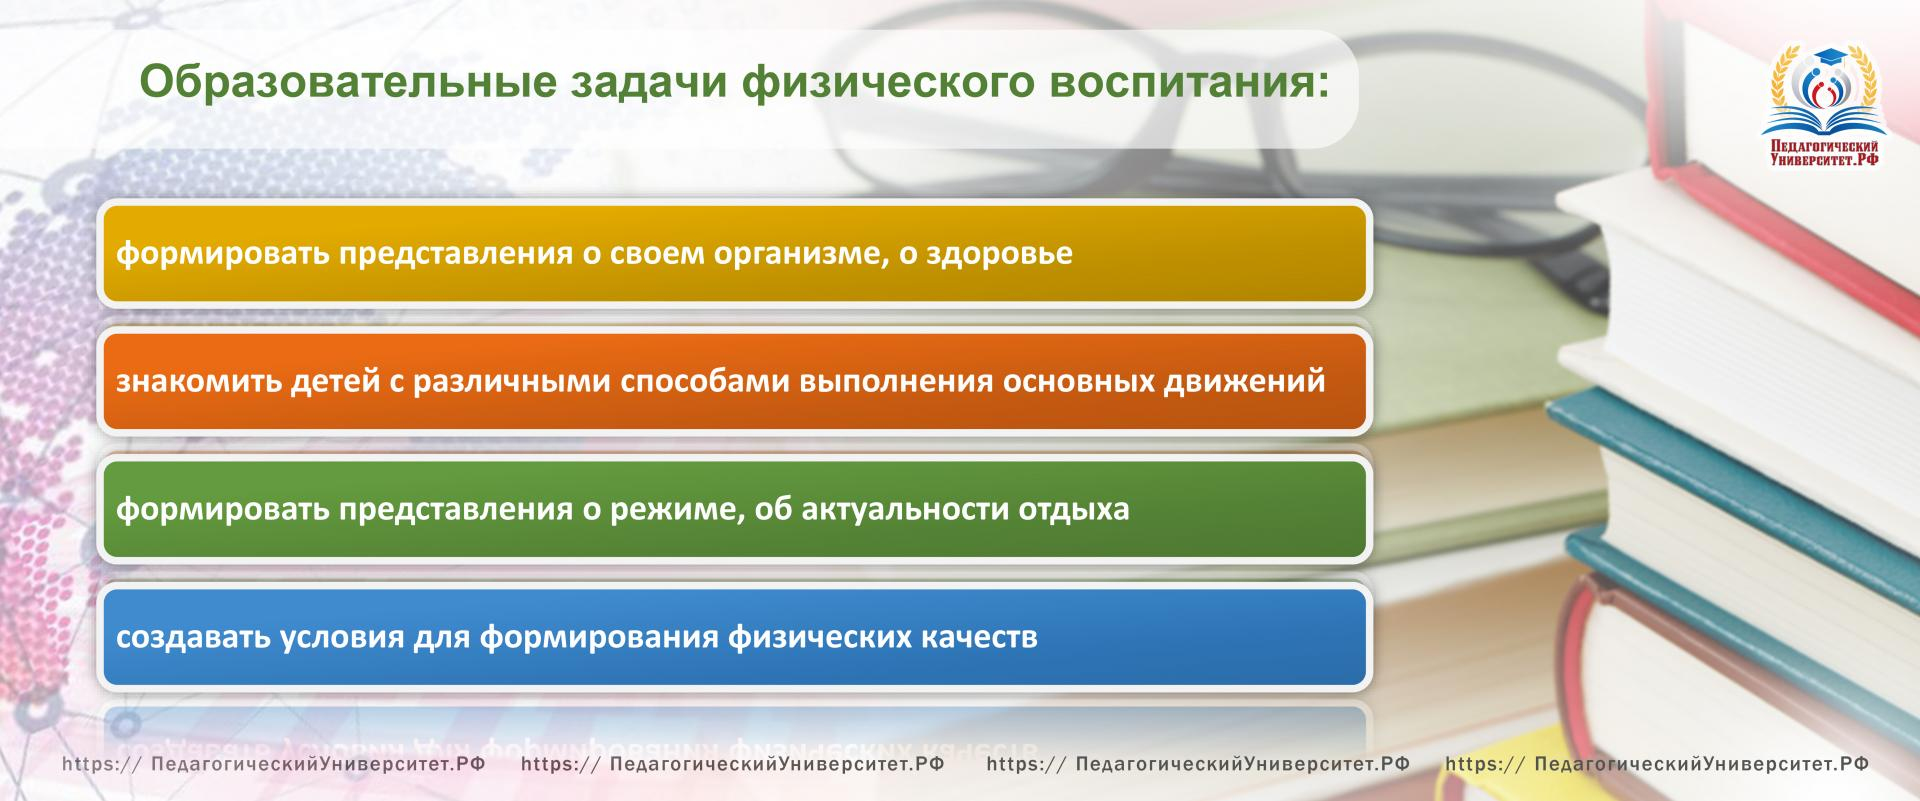 Образовательные задачи физического воспитания:
Педагогический
Университет.РФ
формировать представления о своем организме, о здоровье
знакомить детей с различными способами выполнения основных движений
формировать представления о режиме, об актуальности отдыха
создавать условия для формирования физических качеств
https:// ПедагогическийУниверситет.РФ https:// ПедагогическийУниверситет.РФ https:// ПедагогическийУниверситет.РФ https:// ПедагогическийУниверситет.РФ